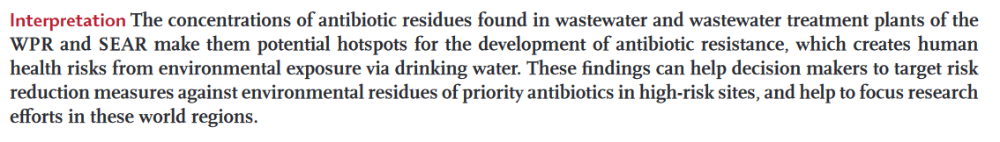 Interpretation The concentrations of antibiotic residues found in wastewater and wastewater treatment plants of the
WPR and SEAR make them potential hotspots for the development of antibiotic resistance, which creates human
health risks from environmental exposure via drinking water. These findings can help decision makers to target risk
reduction measures against environmental residues of priority antibiotics in high-risk sites, and help to focus research
efforts in these world regions.